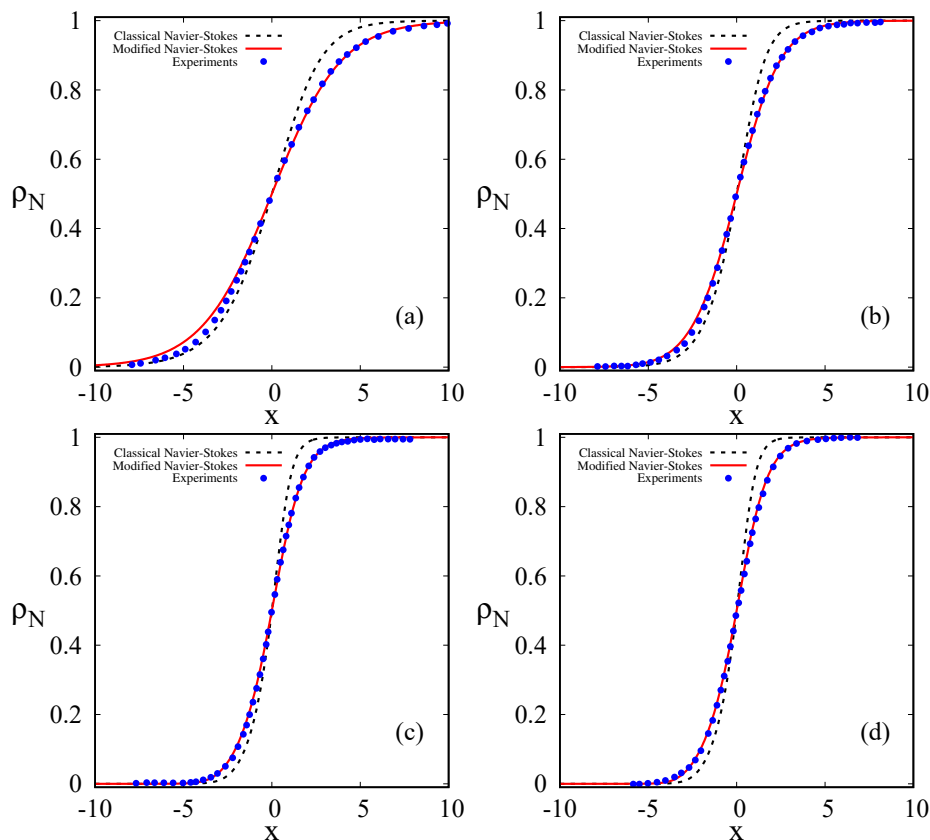 1
0.8
0.6
0.4
0.2
0
ρN
Classical Navier-Stokes
Modified Navier-Stokes
Experiments
(a)
-10
-5
0
5
10
x
1
0.8
0.6
0.4
0.2
0
ρN
Classical Navier-Stokes
Modified Navier-Stokes
Experiments
(b)
-10
-5
0
5
10
x
1
0.8
0.6
0.4
0.2
0
ρN
Classical Navier-Stokes
Modified Navier-Stokes
Experiments
(c)
-10
-5
0
5
10
x
1
0.8
0.6
0.4
0.2
0
ρN
Classical Navier-Stokes
Modified Navier-Stokes
Experiments
(d)
-10
-5
0
5
10
x